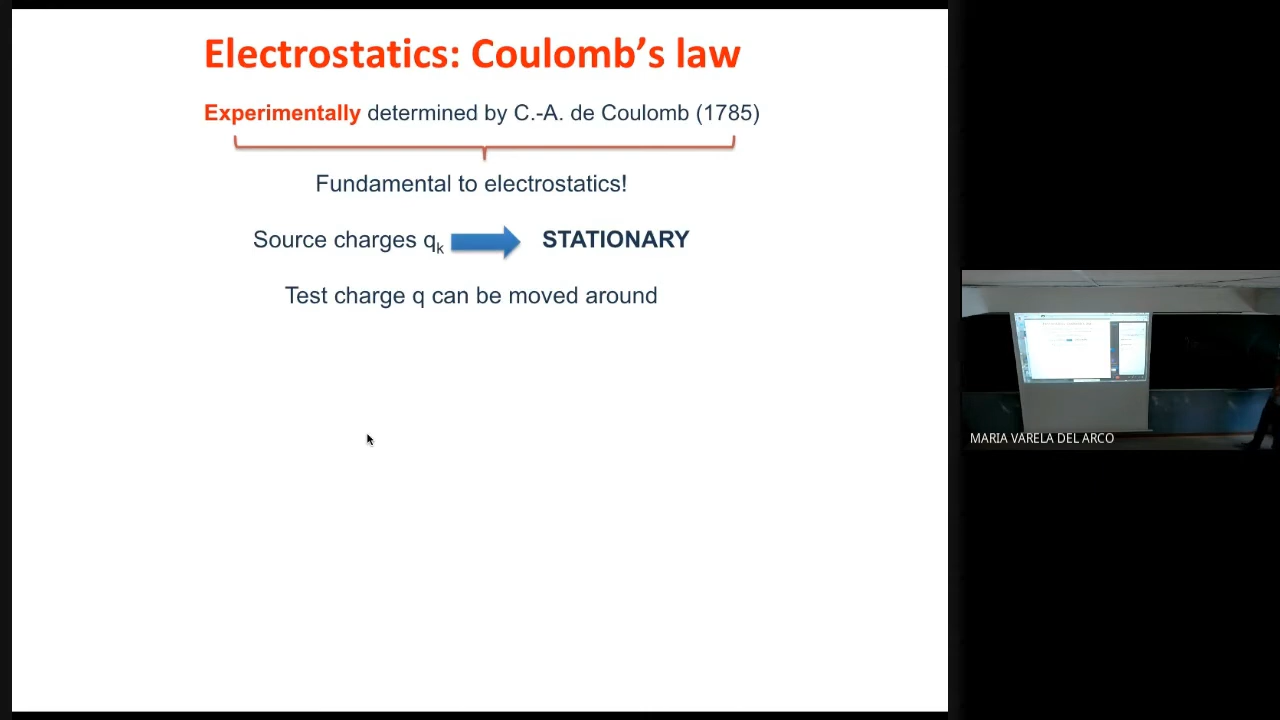 Electrostatics: Coulomb’s law
Experimentally determined by C.-A. de Coulomb (1785)
Fundamental to electrostatics!
Source charges qk STATIONARY
Test charge q can be moved around
MARIA VARELA DEL ARCO